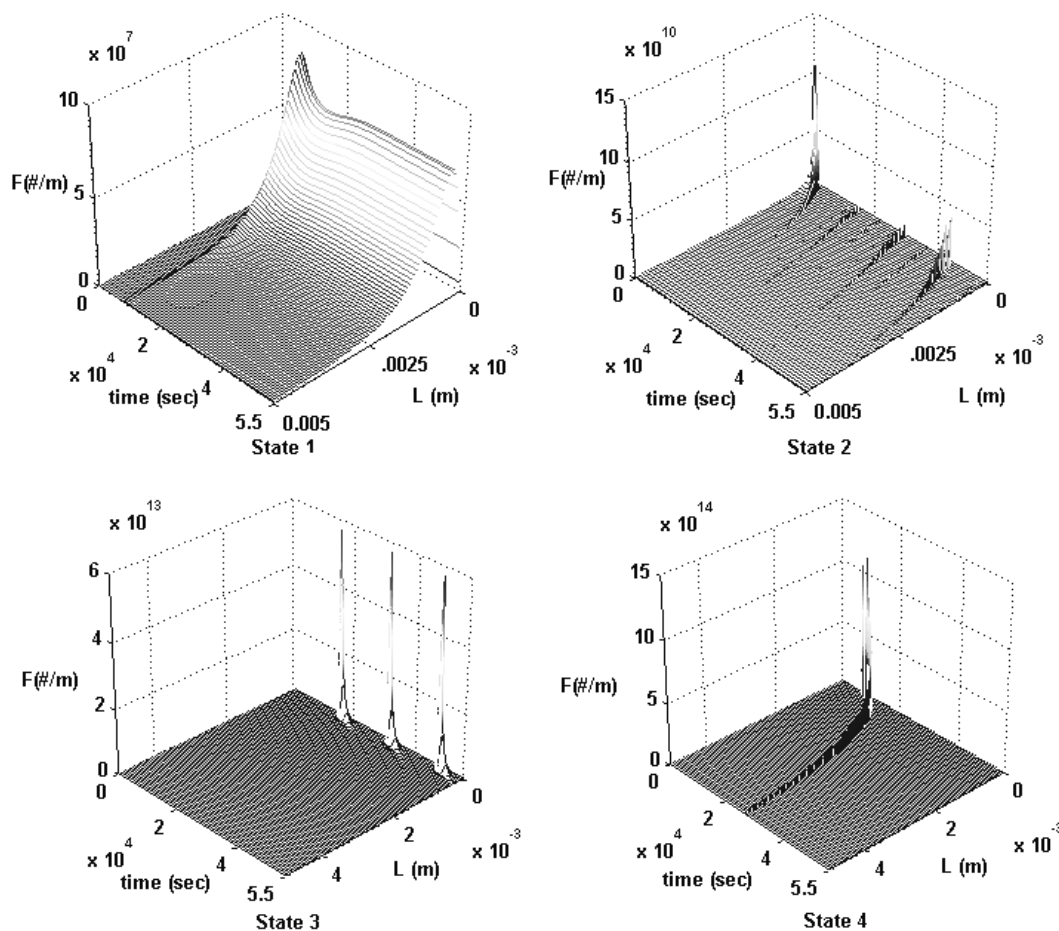 x 10^7
10
F(#/m)
5
0
0
2
x 10^4
time (sec)
4
5.5
0.005
.0025
x 10^-3
0
L (m)
State 1
x 10^10
15
10
F(#/m)
5
0
0
2
x 10^4
time (sec)
4
5.5
0.005
.0025
x 10^-3
0
L (m)
State 2
x 10^13
6
4
F(#/m)
2
0
0
2
x 10^4
time (sec)
4
5.5
4
2
x 10^-3
0
L (m)
State 3
x 10^14
15
10
F(#/m)
5
0
0
2
x 10^4
time (sec)
4
5.5
4
2
x 10^-3
0
L (m)
State 4